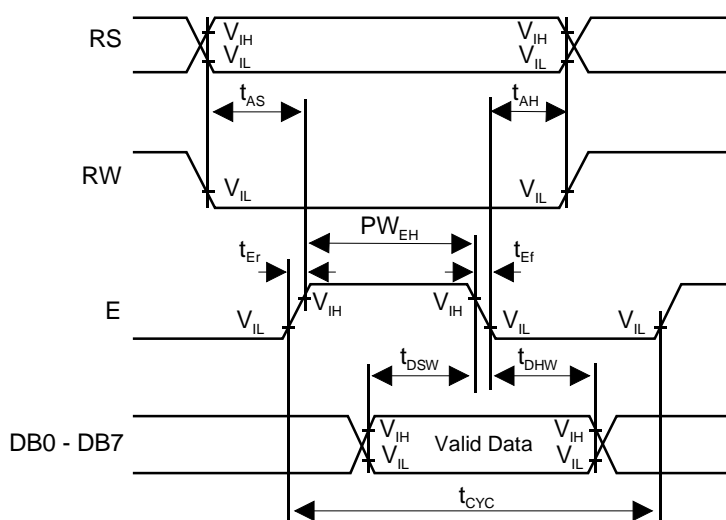 RS
V_IH
V_IL
V_IH
V_IL
t_AS
t_AH
RW
V_IL
V_IL
PW_EH
t_Er
t_Ef
E
V_IL
V_IH
V_IH
V_IL
V_IL
t_DSW
t_DHW
DB0 - DB7
V_IH
V_IL
Valid Data
V_IH
V_IL
t_CYC